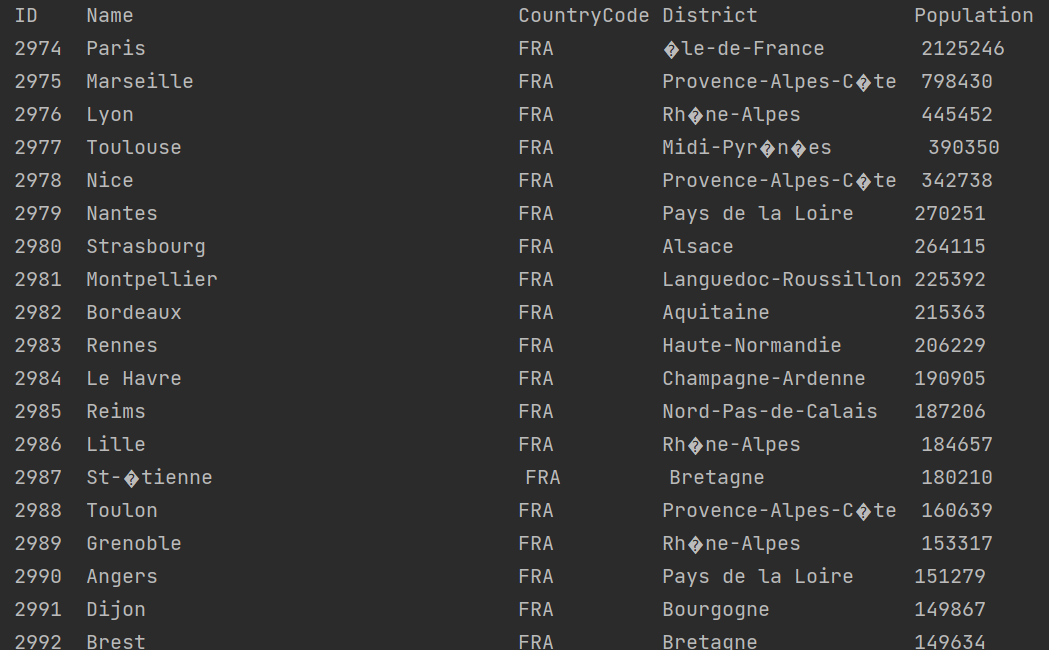 ID Name CountryCode District Population
2974 Paris FRA �le-de-France 2125246
2975 Marseille FRA Provence-Alpes-C�te 798430
2976 Lyon FRA Rh�ne-Alpes 445452
2977 Toulouse FRA Midi-Pyr�n�es 390350
2978 Nice FRA Provence-Alpes-C�te 342738
2979 Nantes FRA Pays de la Loire 270251
2980 Strasbourg FRA Alsace 264115
2981 Montpellier FRA Languedoc-Roussillon 225392
2982 Bordeaux FRA Aquitaine 215363
2983 Rennes FRA Haute-Normandie 206229
2984 Le Havre FRA Champagne-Ardenne 190905
2985 Reims FRA Nord-Pas-de-Calais 187206
2986 Lille FRA Rh�ne-Alpes 184657
2987 St-�tienne FRA Bretagne 180210
2988 Toulon FRA Provence-Alpes-C�te 160639
2989 Grenoble FRA Rh�ne-Alpes 153317
2990 Angers FRA Pays de la Loire 151279
2991 Dijon FRA Bourgogne 149867
2992 Brest FRA Bretagne 149634